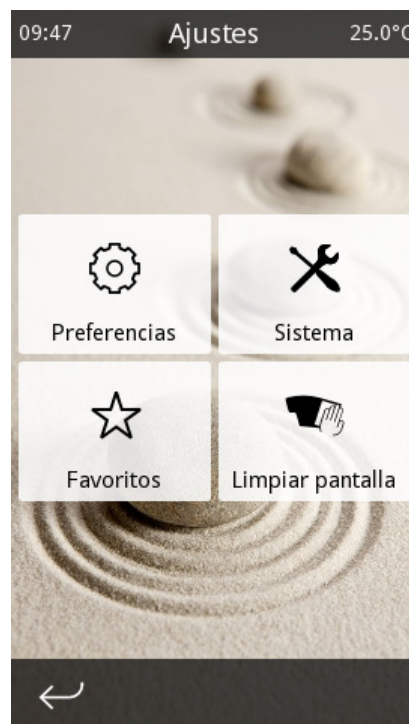 09:47 Ajustes 25.0°C
Preferencias Sistema
Favoritos Limpiar pantalla